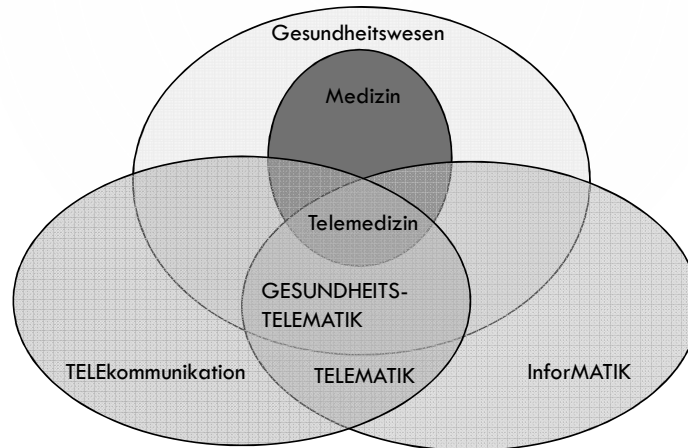 Gesundheitswesen
Medizin
Telemedizin
GESUNDHEITS-
TELEMATIK
TELEkommunikation
TELEMATIK
InforMATIK